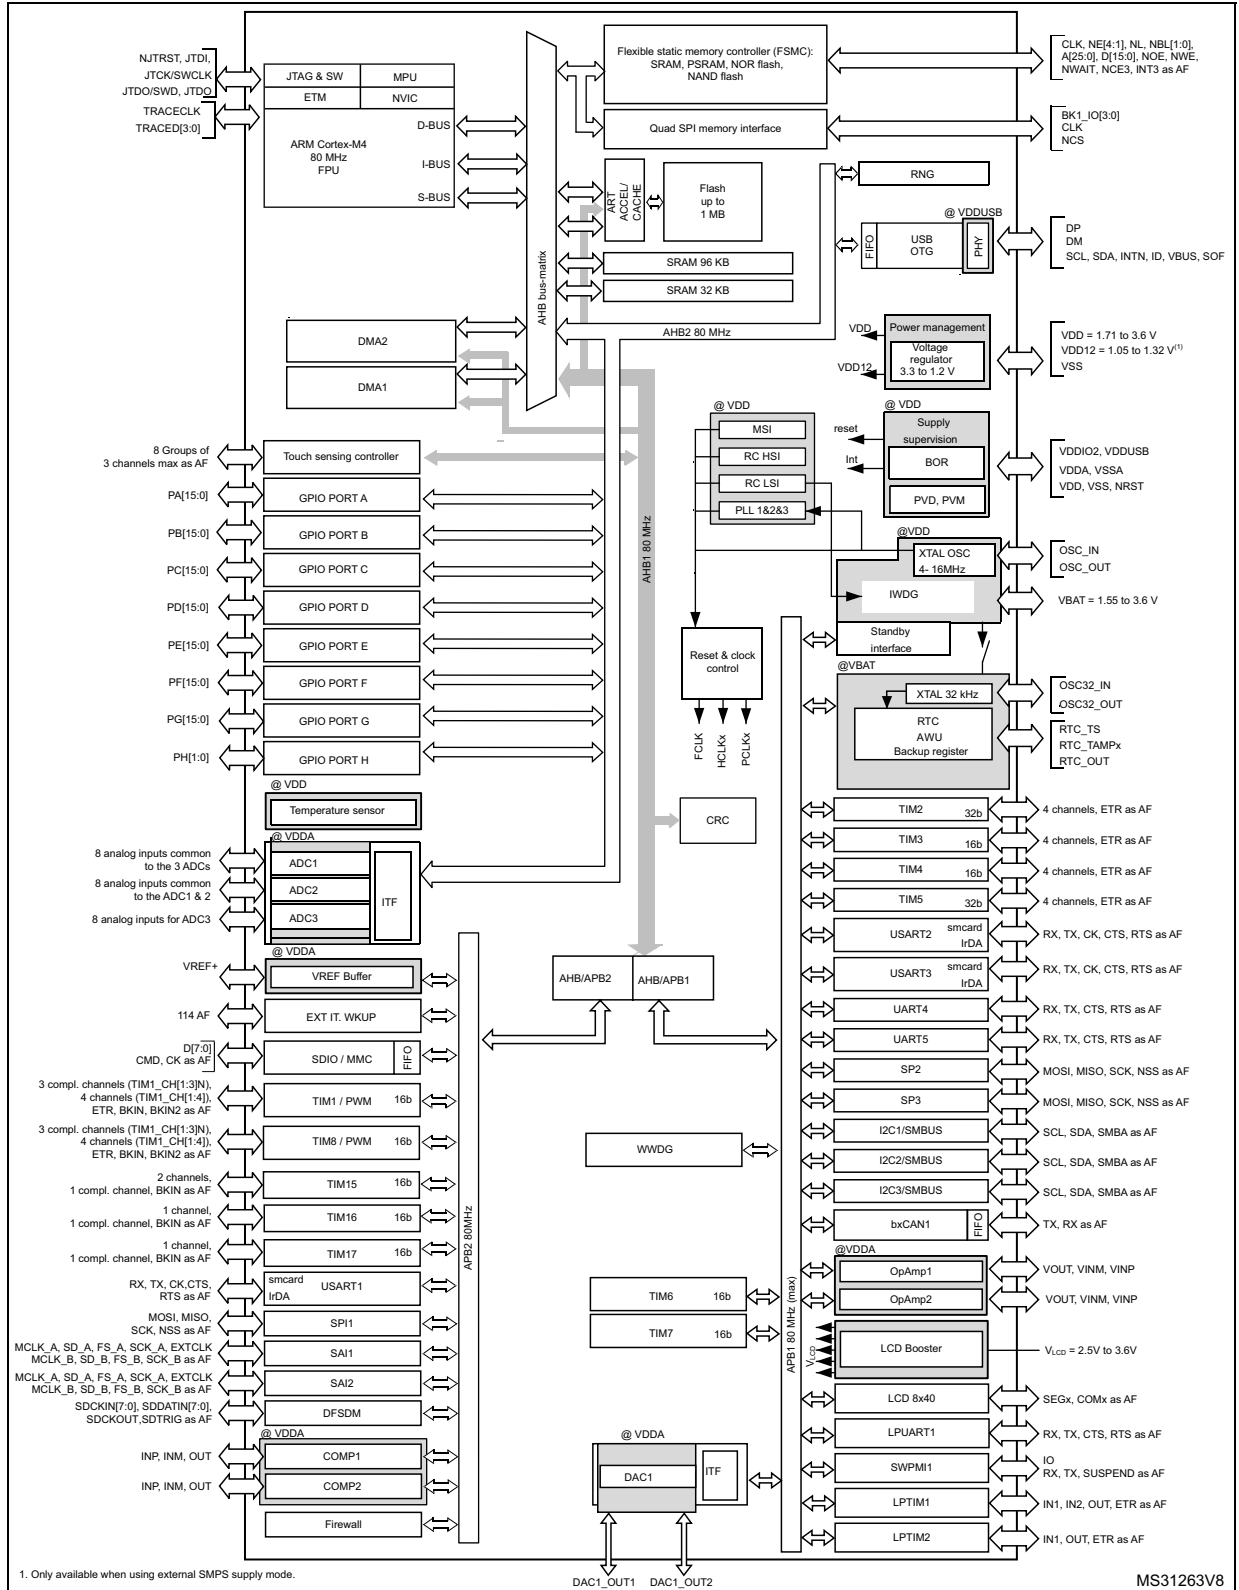 NJTRST, JTDI,
JTCK/SWCLK
JTDO/SWD, JTDO
TRACECLK
TRACED[3:0]
JTAG & SW
MPU
ETM
NVIC
ARM Cortex-M4
80 MHz
FPU
D-BUS
I-BUS
S-BUS
AHB bus-matrix
Flexible static memory controller (FSMC):
SRAM, PSRAM, NOR flash,
NAND flash
Quad SPI memory interface
CLK, NE[4:1], NL, NBL[1:0],
A[25:0], D[15:0], NOE, NWE,
NWAIT, NCE3, INT3 as AF
BK1_IO[3:0]
CLK
NCS
ART
ACCEL/
CACHE
Flash
up to
1 MB
SRAM 96 KB
SRAM 32 KB
AHB2 80 MHz
RNG
@ VDDUSB
FIFO
USB
OTG
PHY
DP
DM
SCL, SDA, INTN, ID, VBUS, SOF
DMA2
DMA1
VDD
VDD12
Power management
Voltage
regulator
3.3 to 1.2 V
VDD = 1.71 to 3.6 V
VDD12 = 1.05 to 1.32 V(1)
VSS
@ VDD
MSI
RC HSI
RC LSI
PLL 1&2&3
reset
Int
@ VDD
Supply
supervision
BOR
PVD, PVM
VDDIO2, VDDUSB
VDDA, VSSA
VDD, VSS, NRST
8 Groups of
3 channels max as AF
Touch sensing controller
PA[15:0]
GPIO PORT A
PB[15:0]
GPIO PORT B
PC[15:0]
GPIO PORT C
PD[15:0]
GPIO PORT D
PE[15:0]
GPIO PORT E
PF[15:0]
GPIO PORT F
PG[15:0]
GPIO PORT G
PH[1:0]
GPIO PORT H
AHB1 80 MHz
@VDD
XTAL OSC
4- 16MHz
IWDG
Standby
interface
OSC_IN
OSC_OUT
VBAT = 1.55 to 3.6 V
Reset & clock
control
FCLK
HCLKx
PCLKx
@VBAT
XTAL 32 kHz
RTC
AWU
Backup register
OSC32_IN
OSC32_OUT
RTC_TS
RTC_TAMPx
RTC_OUT
@ VDD
Temperature sensor
@ VDDA
8 analog inputs common
to the 3 ADCs
8 analog inputs common
to the ADC1 & 2
8 analog inputs for ADC3
ADC1
ADC2
ADC3
ITF
CRC
@ VDDA
VREF+
VREF Buffer
AHB/APB2
AHB/APB1
114 AF
EXT IT. WKUP
D[7:0]
CMD, CK as AF
SDIO / MMC
FIFO
3 compl. channels (TIM1_CH[1:3]N),
4 channels (TIM1_CH[1:4]),
ETR, BKIN, BKIN2 as AF
TIM1 / PWM
16b
3 compl. channels (TIM1_CH[1:3]N),
4 channels (TIM1_CH[1:4]),
ETR, BKIN, BKIN2 as AF
TIM8 / PWM
16b
2 channels,
1 compl. channel, BKIN as AF
TIM15
16b
1 channel,
1 compl. channel, BKIN as AF
TIM16
16b
1 channel,
1 compl. channel, BKIN as AF
TIM17
16b
RX, TX, CK,CTS,
RTS as AF
smcard
IrDA
USART1
MOSI, MISO,
SCK, NSS as AF
SPI1
MCLK_A, SD_A, FS_A, SCK_A, EXTCLK
MCLK_B, SD_B, FS_B, SCK_B as AF
SAI1
MCLK_A, SD_A, FS_A, SCK_A, EXTCLK
MCLK_B, SD_B, FS_B, SCK_B as AF
SAI2
SDCKIN[7:0], SDDATIN[7:0],
SDCKOUT,SDTRIG as AF
DFSDM
@ VDDA
INP, INM, OUT
COMP1
INP, INM, OUT
COMP2
Firewall
APB2 80MHz
WWDG
TIM6
16b
TIM7
16b
@ VDDA
DAC1
ITF
DAC1_OUT1
DAC1_OUT2
APB1 80 MHz (max)
TIM2
32b
4 channels, ETR as AF
TIM3
16b
4 channels, ETR as AF
TIM4
16b
4 channels, ETR as AF
TIM5
32b
4 channels, ETR as AF
USART2
smcard
IrDA
RX, TX, CK, CTS, RTS as AF
USART3
smcard
IrDA
RX, TX, CK, CTS, RTS as AF
UART4
RX, TX, CTS, RTS as AF
UART5
RX, TX, CTS, RTS as AF
SP2
MOSI, MISO, SCK, NSS as AF
SP3
MOSI, MISO, SCK, NSS as AF
I2C1/SMBUS
SCL, SDA, SMBA as AF
I2C2/SMBUS
SCL, SDA, SMBA as AF
I2C3/SMBUS
SCL, SDA, SMBA as AF
bxCAN1
FIFO
TX, RX as AF
@VDDA
OpAmp1
VOUT, VINM, VINP
OpAmp2
VOUT, VINM, VINP
VLCD
LCD Booster
VLCD = 2.5V to 3.6V
LCD 8x40
SEGx, COMx as AF
LPUART1
RX, TX, CTS, RTS as AF
SWPMI1
IO
RX, TX, SUSPEND as AF
LPTIM1
IN1, IN2, OUT, ETR as AF
LPTIM2
IN1, OUT, ETR as AF
1. Only available when using external SMPS supply mode.
MS31263V8